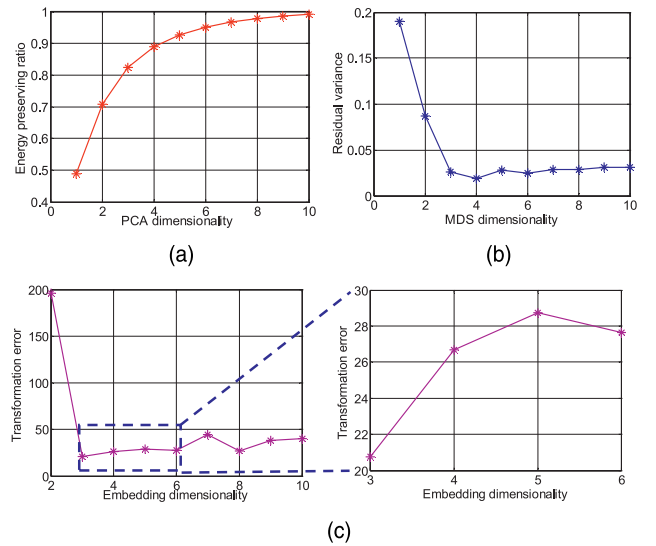 1
0.9
0.8
0.7
0.6
0.5
0.4
0 2 4 6 8 10
Energy preserving ratio
PCA dimensionality
(a)
0.2
0.15
0.1
0.05
0
0 2 4 6 8 10
Residual variance
MDS dimensionality
(b)
200
150
100
50
0
2 4 6 8 10
Transformation error
Embedding dimensionality
30
28
26
24
22
20
3 4 5 6
Transformation error
Embedding dimensionality
(c)